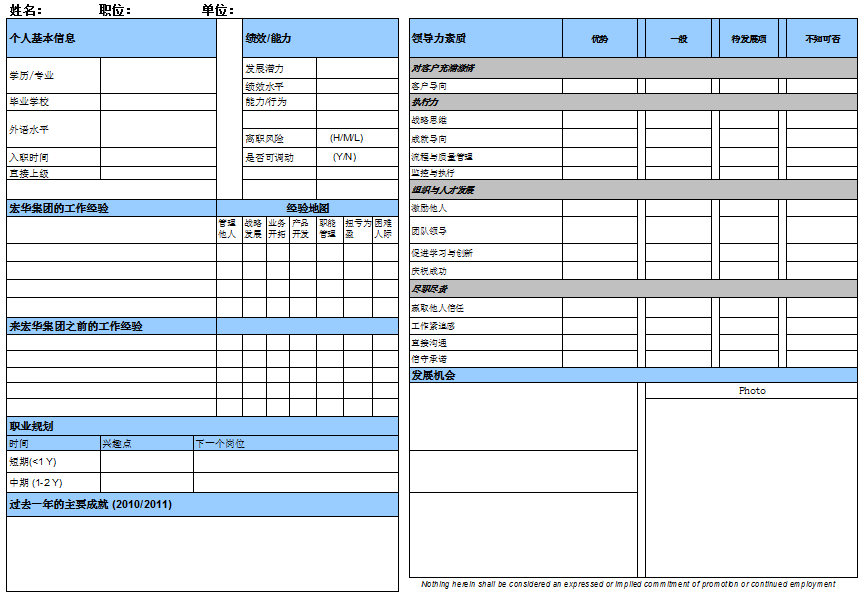 姓名： 职位： 单位：
个人基本信息 绩效/能力
学历/专业 发展潜力
绩效水平
毕业学校 能力/行为
外语水平 离职风险 (H/M/L)
入职时间 是否可调动 (Y/N)
直接上级
宏华集团的工作经验 经验地图
管理他人 战略发展 业务开拓 产品开发 职能管理 扭亏为盈 困难人际
来宏华集团之前的工作经验
职业规划
时间 兴趣点 下一个岗位
短期(<1 Y)
中期 (1-2 Y)
过去一年的主要成就 (2010/2011)
领导力素质 优势 一般 待发展项 不知可否
对客户充满激情
客户导向
执行力
战略思维
成就导向
流程与质量管理
监控与执行
组织与人才发展
激励他人
团队领导
促进学习与创新
庆祝成功
尽职尽责
赢取他人信任
工作紧迫感
直接沟通
信守承诺
发展机会
Photo
Nothing herein shall be considered an expressed or implied commitment of promotion or continued employment